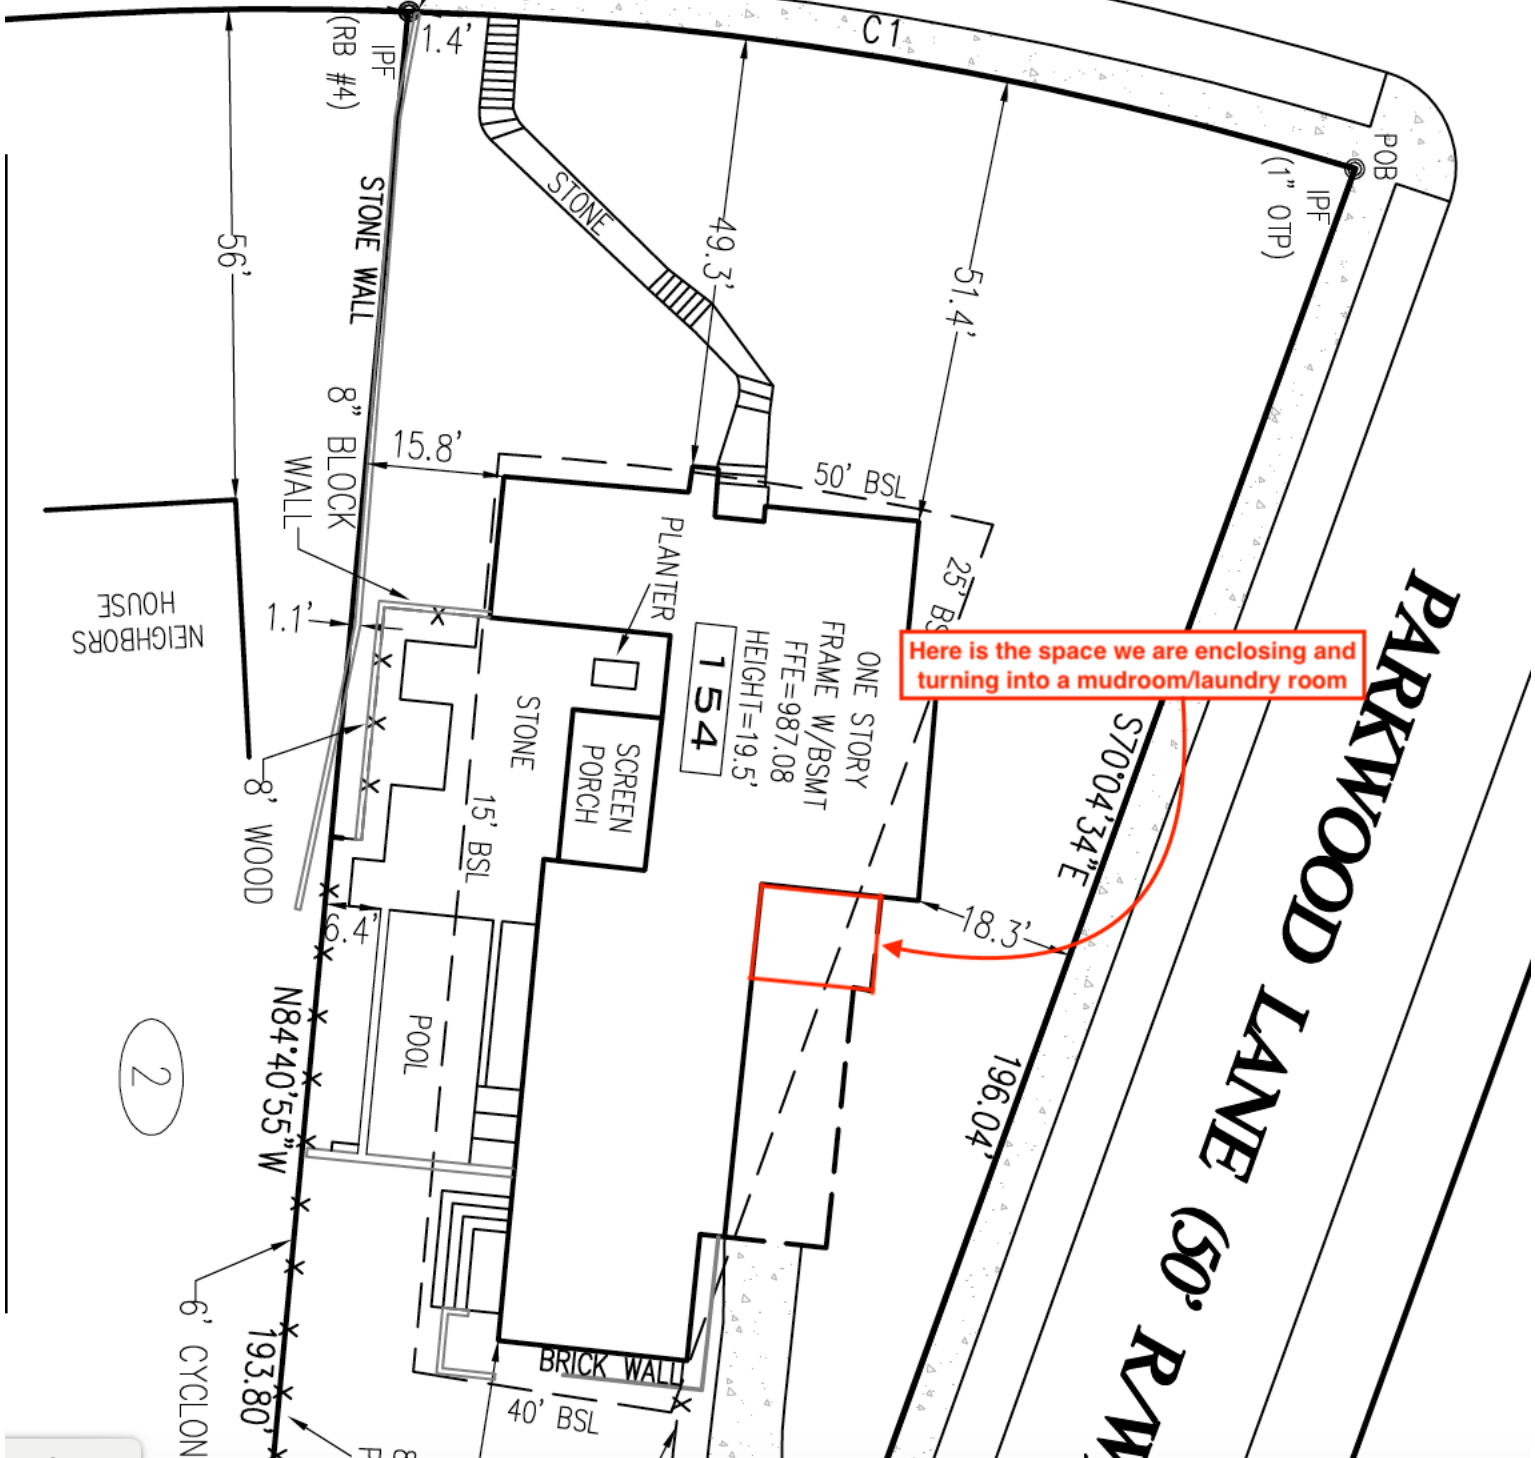 C1
1.4'
IPF
(RB #4)
POB
IPF
(1" OTP)
56'
STONE WALL
STONE
49.3'
51.4'
8" BLOCK
WALL
15.8'
50' BSL
PLANTER
25' BS
NEIGHBORS
HOUSE
1.1'
Here is the space we are enclosing and
turning into a mudroom/laundry room
ONE STORY
FRAME W/BSMT
FFE=987.08
HEIGHT=19.5'
154
STONE
SCREEN
PORCH
15' BSL
8' WOOD
6.4'
18.3'
S70°04'34"E
196.04'
PARKWOOD LANE (50' R/W
POOL
N84°40'55"W
193.80'
2
6' CYCLON
BRICK WALL
40' BSL